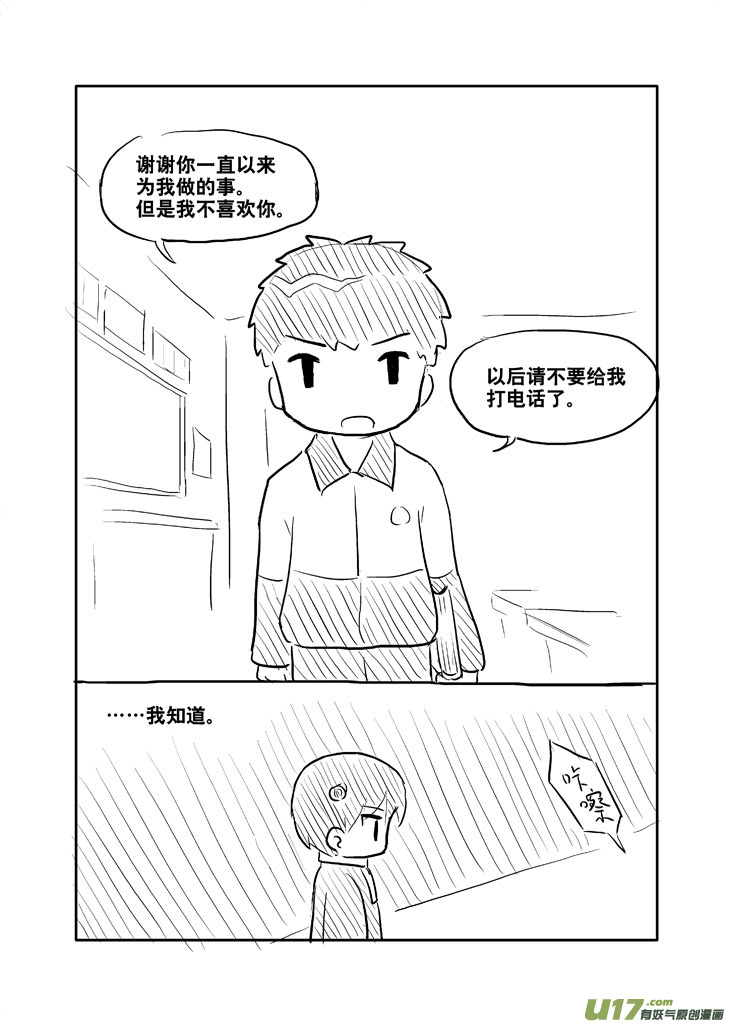 谢谢你一直以来
为我做的事。
但是我不喜欢你。
以后请不要给我
打电话了。
……我知道。
咔嚓
U17.com
有妖气原创漫画